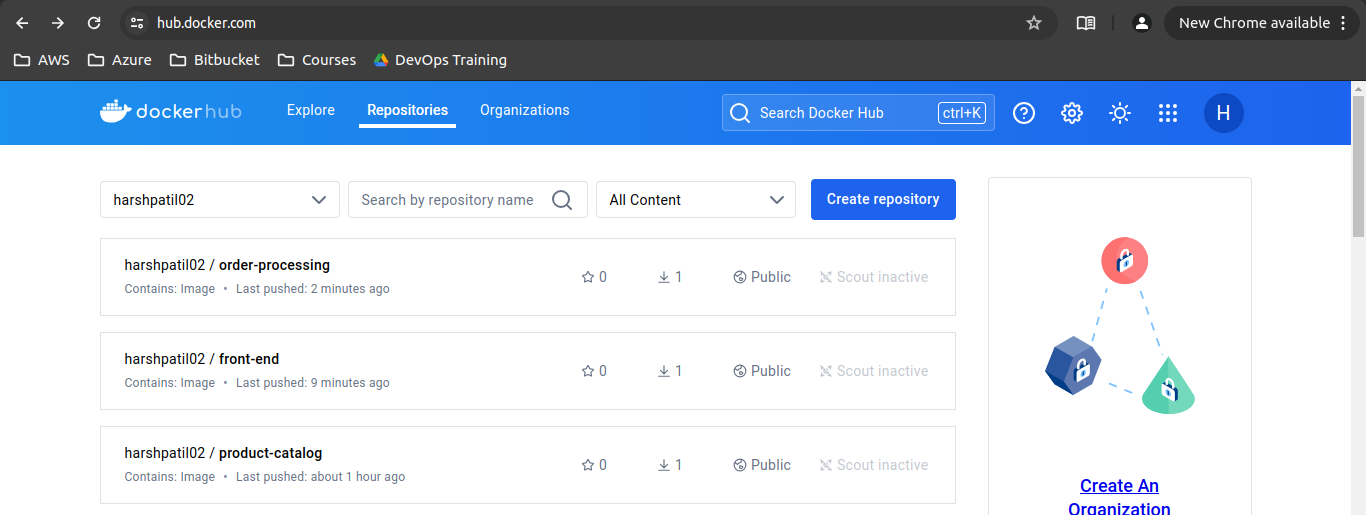 hub.docker.com
New Chrome available
AWS Azure Bitbucket Courses DevOps Training
dockerhub Explore Repositories Organizations Search Docker Hub ctrl+K ? H
harshpatil02 Search by repository name All Content Create repository
harshpatil02 / order-processing
Contains: Image • Last pushed: 2 minutes ago
0 1 Public Scout inactive
harshpatil02 / front-end
Contains: Image • Last pushed: 9 minutes ago
0 1 Public Scout inactive
harshpatil02 / product-catalog
Contains: Image • Last pushed: about 1 hour ago
0 1 Public Scout inactive
Create An
Organization